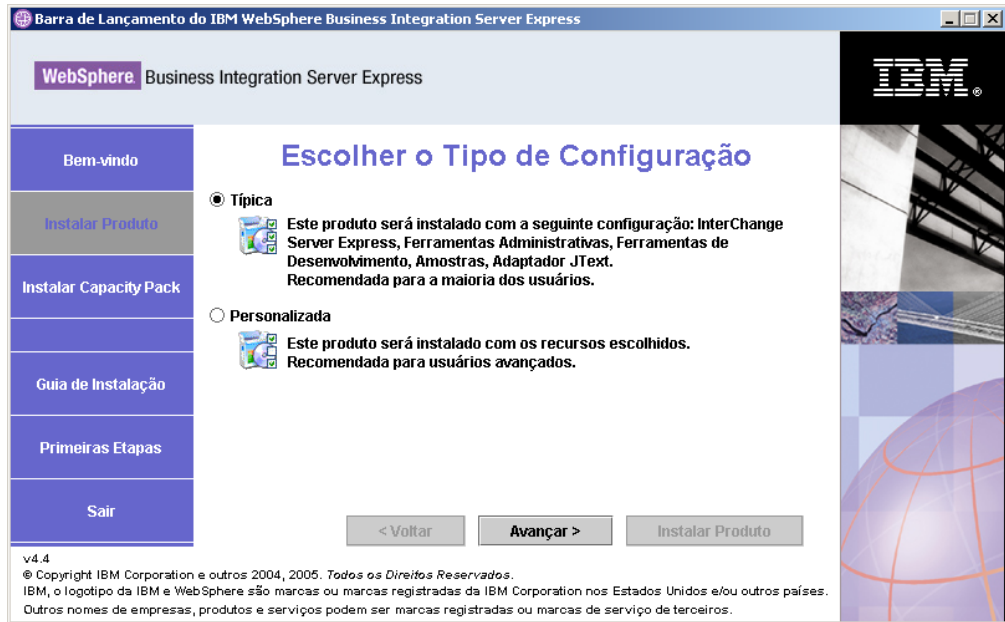 Barra de Lançamento do IBM WebSphere Business Integration Server Express
WebSphere. Business Integration Server Express
IBM.®
Bem-vindo
Instalar Produto
Instalar Capacity Pack
Guia de Instalação
Primeiras Etapas
Sair
Escolher o Tipo de Configuração
Típica
Este produto será instalado com a seguinte configuração: InterChange
Server Express, Ferramentas Administrativas, Ferramentas de
Desenvolvimento, Amostras, Adaptador JText.
Recomendada para a maioria dos usuários.
Personalizada
Este produto será instalado com os recursos escolhidos.
Recomendada para usuários avançados.
< Voltar
Avançar >
Instalar Produto
v4.4
© Copyright IBM Corporation e outros 2004, 2005. Todos os Direitos Reservados.
IBM, o logotipo da IBM e WebSphere são marcas ou marcas registradas da IBM Corporation nos Estados Unidos e/ou outros países.
Outros nomes de empresas, produtos e serviços podem ser marcas registradas ou marcas de serviço de terceiros.